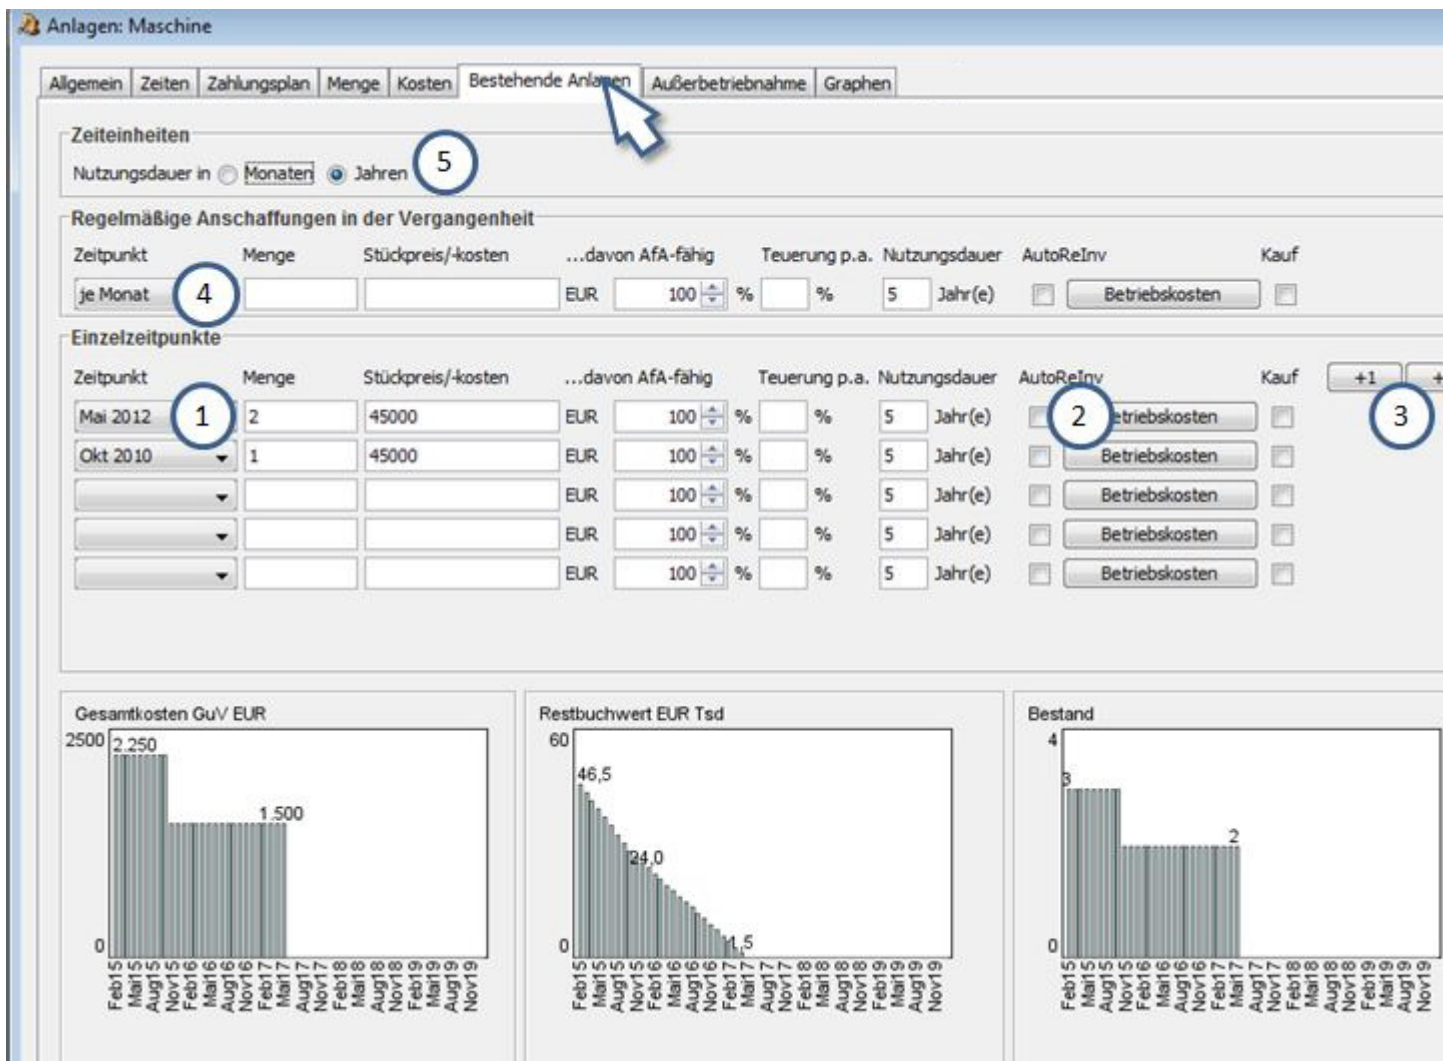 Anlagen: Maschine
Allgemein Zeiten Zahlungsplan Menge Kosten Bestehende Anlagen Außerbetriebnahme Graphen
Zeiteinheiten
Nutzungsdauer in Monaten Jahren 5
Regelmäßige Anschaffungen in der Vergangenheit
Zeitpunkt Menge Stückpreis/-kosten ...davon AfA-fähig Teuerung p.a. Nutzungsdauer AutoReInv Kauf
je Monat 4 EUR 100 % % 5 Jahr(e) Betriebskosten
Einzelzeitpunkte
Zeitpunkt Menge Stückpreis/-kosten ...davon AfA-fähig Teuerung p.a. Nutzungsdauer AutoReInv Kauf +1 +
Mai 2012 1 2 45000 EUR 100 % % 5 Jahr(e) 2 Betriebskosten 3
Okt 2010 1 45000 EUR 100 % % 5 Jahr(e) Betriebskosten
EUR 100 % % 5 Jahr(e) Betriebskosten
EUR 100 % % 5 Jahr(e) Betriebskosten
EUR 100 % % 5 Jahr(e) Betriebskosten
Gesamtkosten GuV EUR
2500
2.250
1.500
0
Feb15 Mai15 Aug15 Nov15 Feb16 Mai16 Aug16 Nov16 Feb17 Mai17 Aug17 Nov17 Feb18 Mai18 Aug18 Nov18 Feb19 Mai19 Aug19 Nov19
Restbuchwert EUR Tsd
60
46,5
24,0
1,5
0
Feb15 Mai15 Aug15 Nov15 Feb16 Mai16 Aug16 Nov16 Feb17 Mai17 Aug17 Nov17 Feb18 Mai18 Aug18 Nov18 Feb19 Mai19 Aug19 Nov19
Bestand
4
3
2
0
Feb15 Mai15 Aug15 Nov15 Feb16 Mai16 Aug16 Nov16 Feb17 Mai17 Aug17 Nov17 Feb18 Mai18 Aug18 Nov18 Feb19 Mai19 Aug19 Nov19